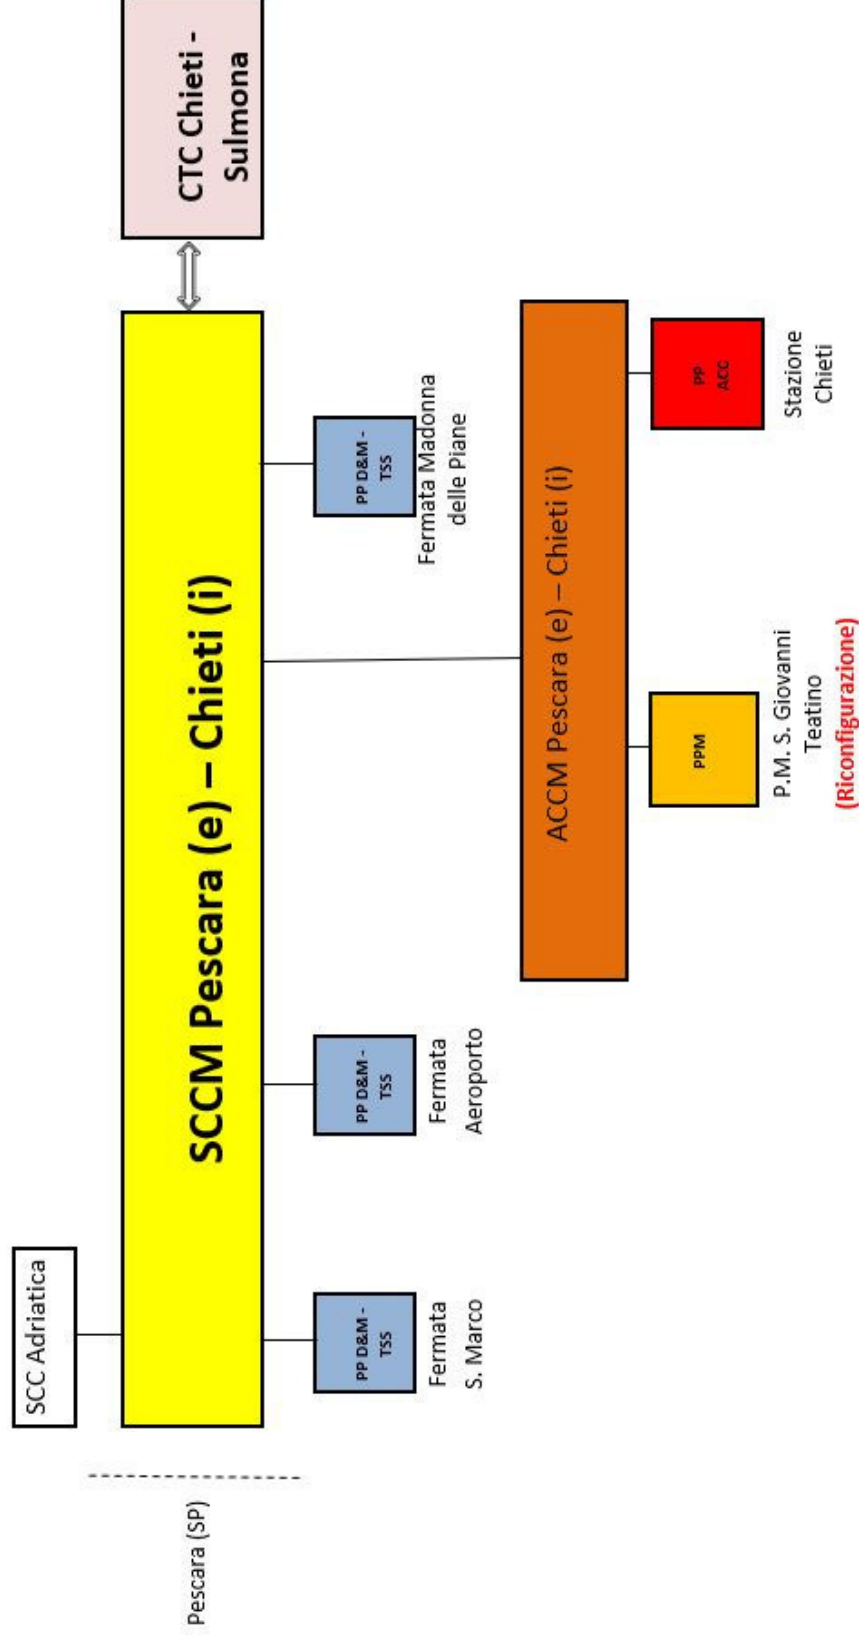 SCC Adriatica
Pescara (SP)
SCCM Pescara (e) – Chieti (i)
CTC Chieti -
Sulmona
PP D&M -
TSS
Fermata
S. Marco
PP D&M -
TSS
Fermata
Aeroporto
PP D&M -
TSS
Fermata Madonna
delle Piane
ACCM Pescara (e) – Chieti (i)
PPM
P.M. S. Giovanni
Teatino
(Riconfigurazione)
PP
ACC
Stazione
Chieti